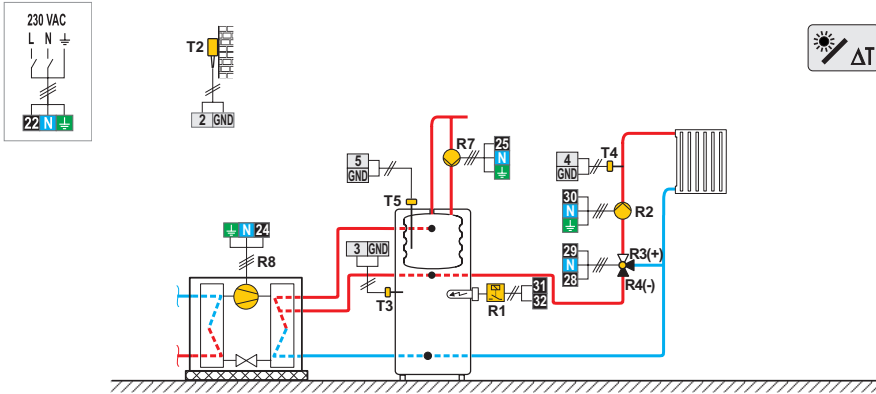 230 VAC
L N
22 N
T2
2 GND
ΔT
5
GND
T5
R7
25
N
4
GND
T4
30
N
R2
N 24
R8
3 GND
T3
R1
31
32
29
N
28
R3(+)
R4(-)